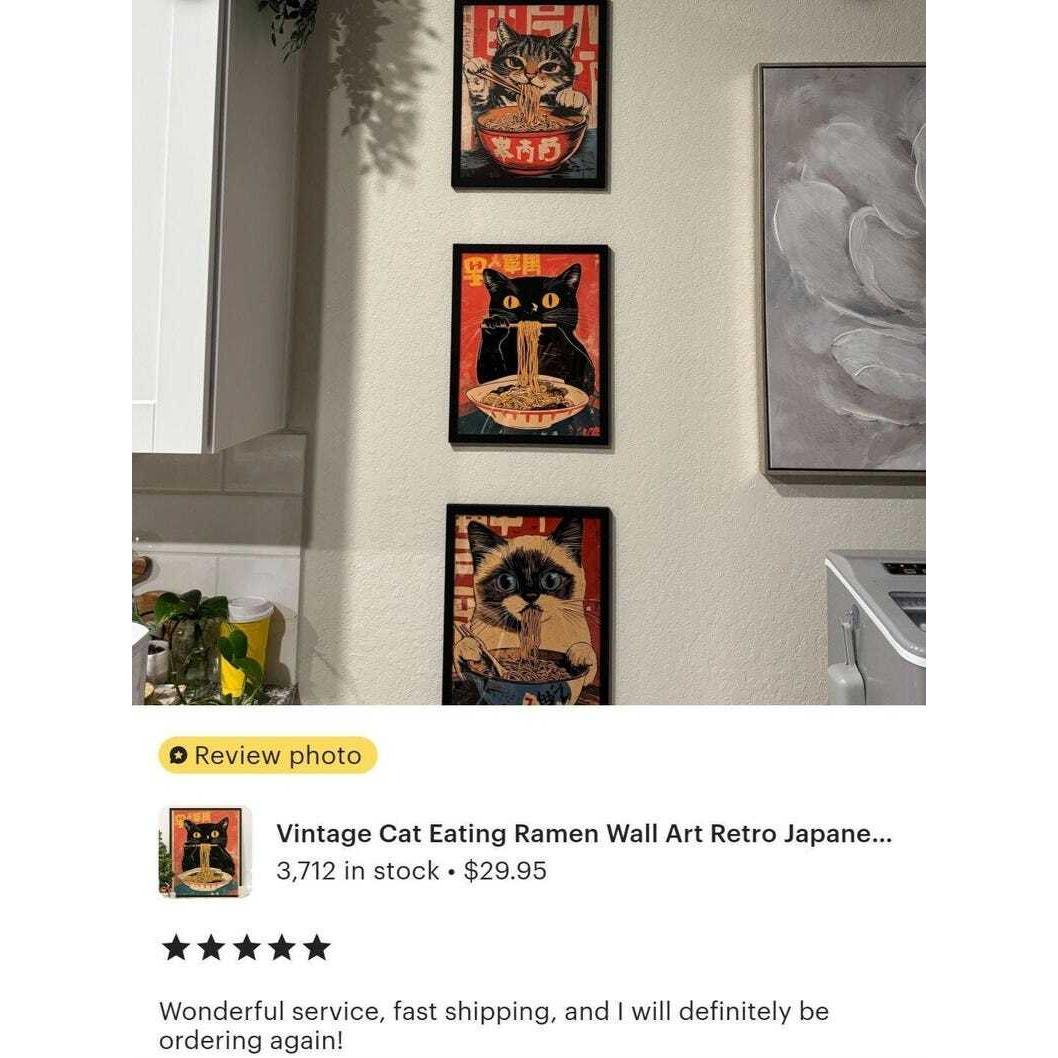 Review photo
Vintage Cat Eating Ramen Wall Art Retro Japane...
3,712 in stock • $29.95
Wonderful service, fast shipping, and I will definitely be
ordering again!